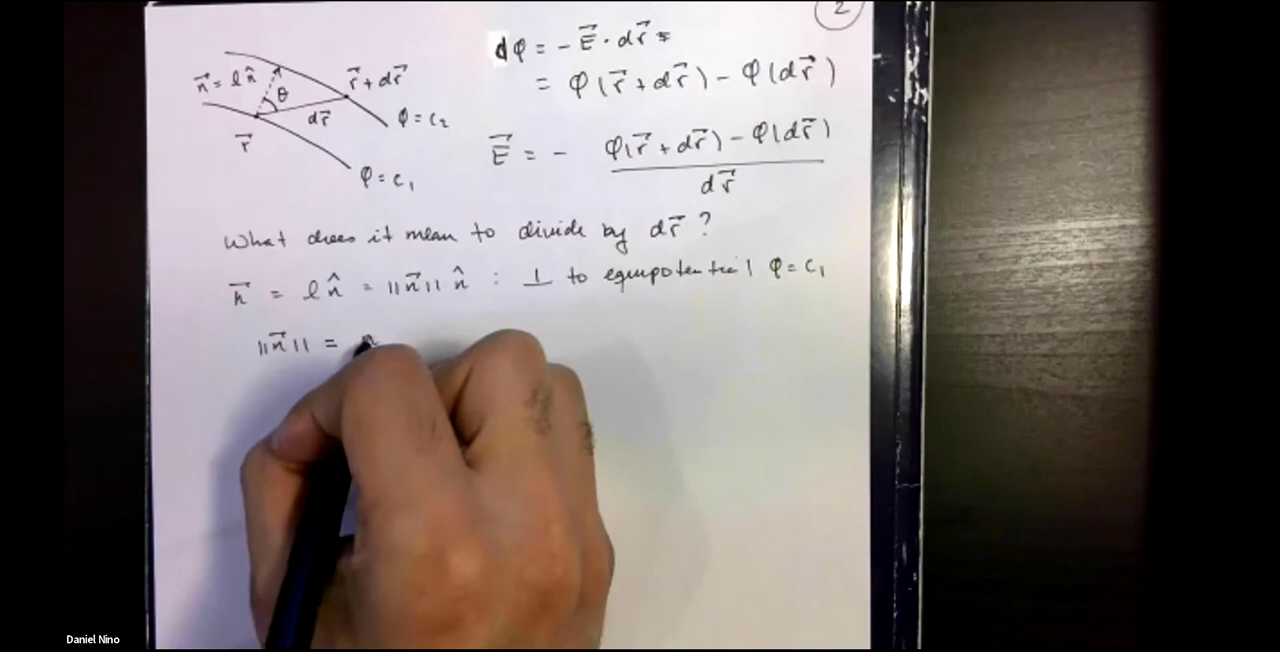 2
dφ = - E⃗ · dr⃗ =
= φ(r⃗ + dr⃗) - φ(dr⃗)
n⃗ = l n̂
θ
r⃗ + dr⃗
dr⃗
r⃗
φ = c₂
φ = c₁
E⃗ = - φ(r⃗ + dr⃗) - φ(dr⃗)
dr⃗
What does it mean to divide by dr⃗ ?
n⃗ = l n̂ = ||n⃗|| n̂ : ⊥ to equipotential φ = c₁
||n⃗|| =
Daniel Nino